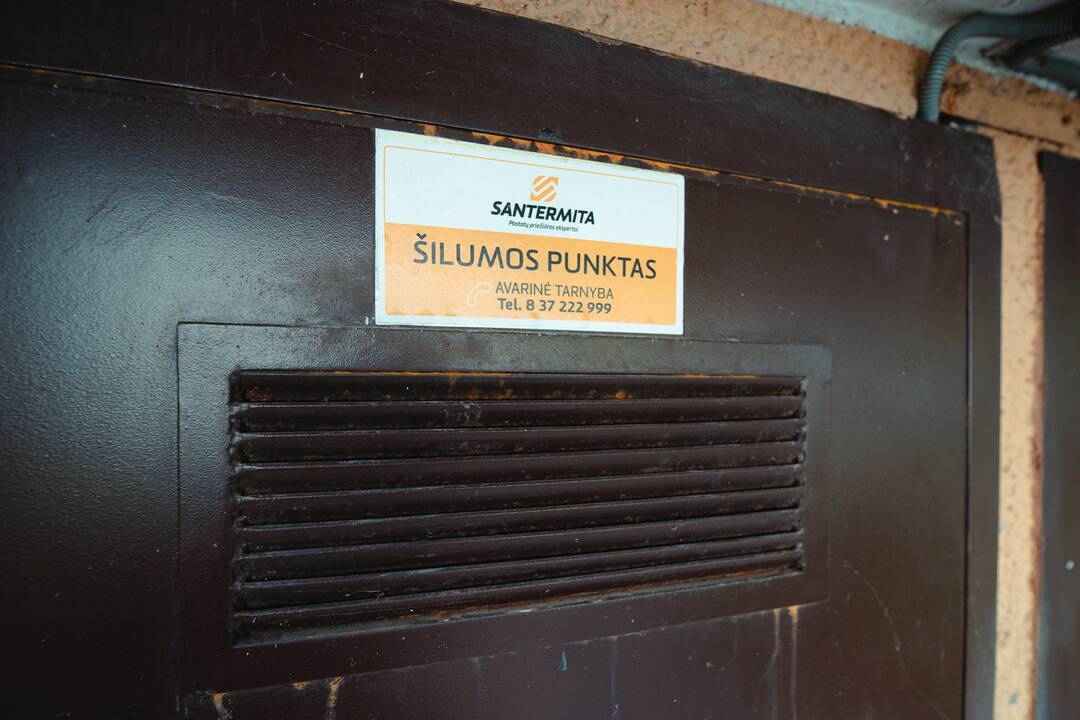 SANTERMITA
Pastatų priežiūros ekspertai
ŠILUMOS PUNKTAS
AVARINĖ TARNYBA
Tel. 8 37 222 999